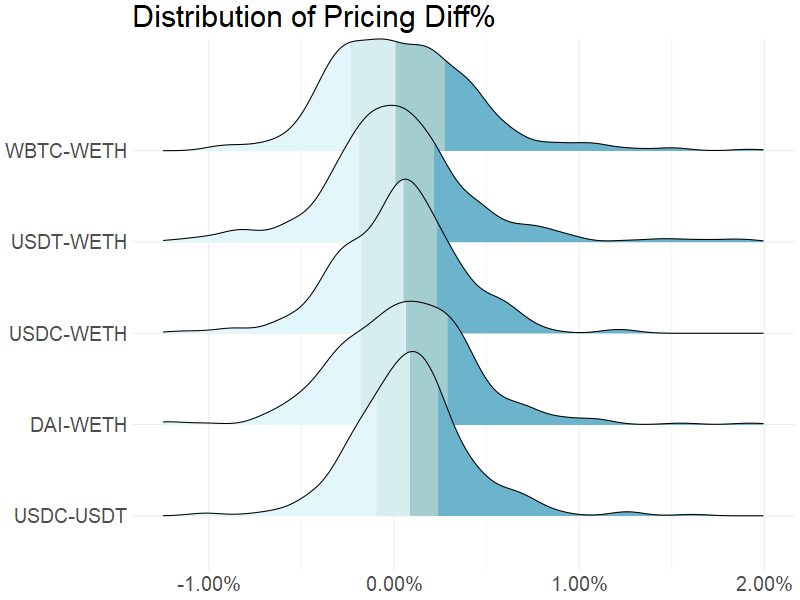 Distribution of Pricing Diff%
WBTC-WETH
USDT-WETH
USDC-WETH
DAI-WETH
USDC-USDT
-1.00% 0.00% 1.00% 2.00%